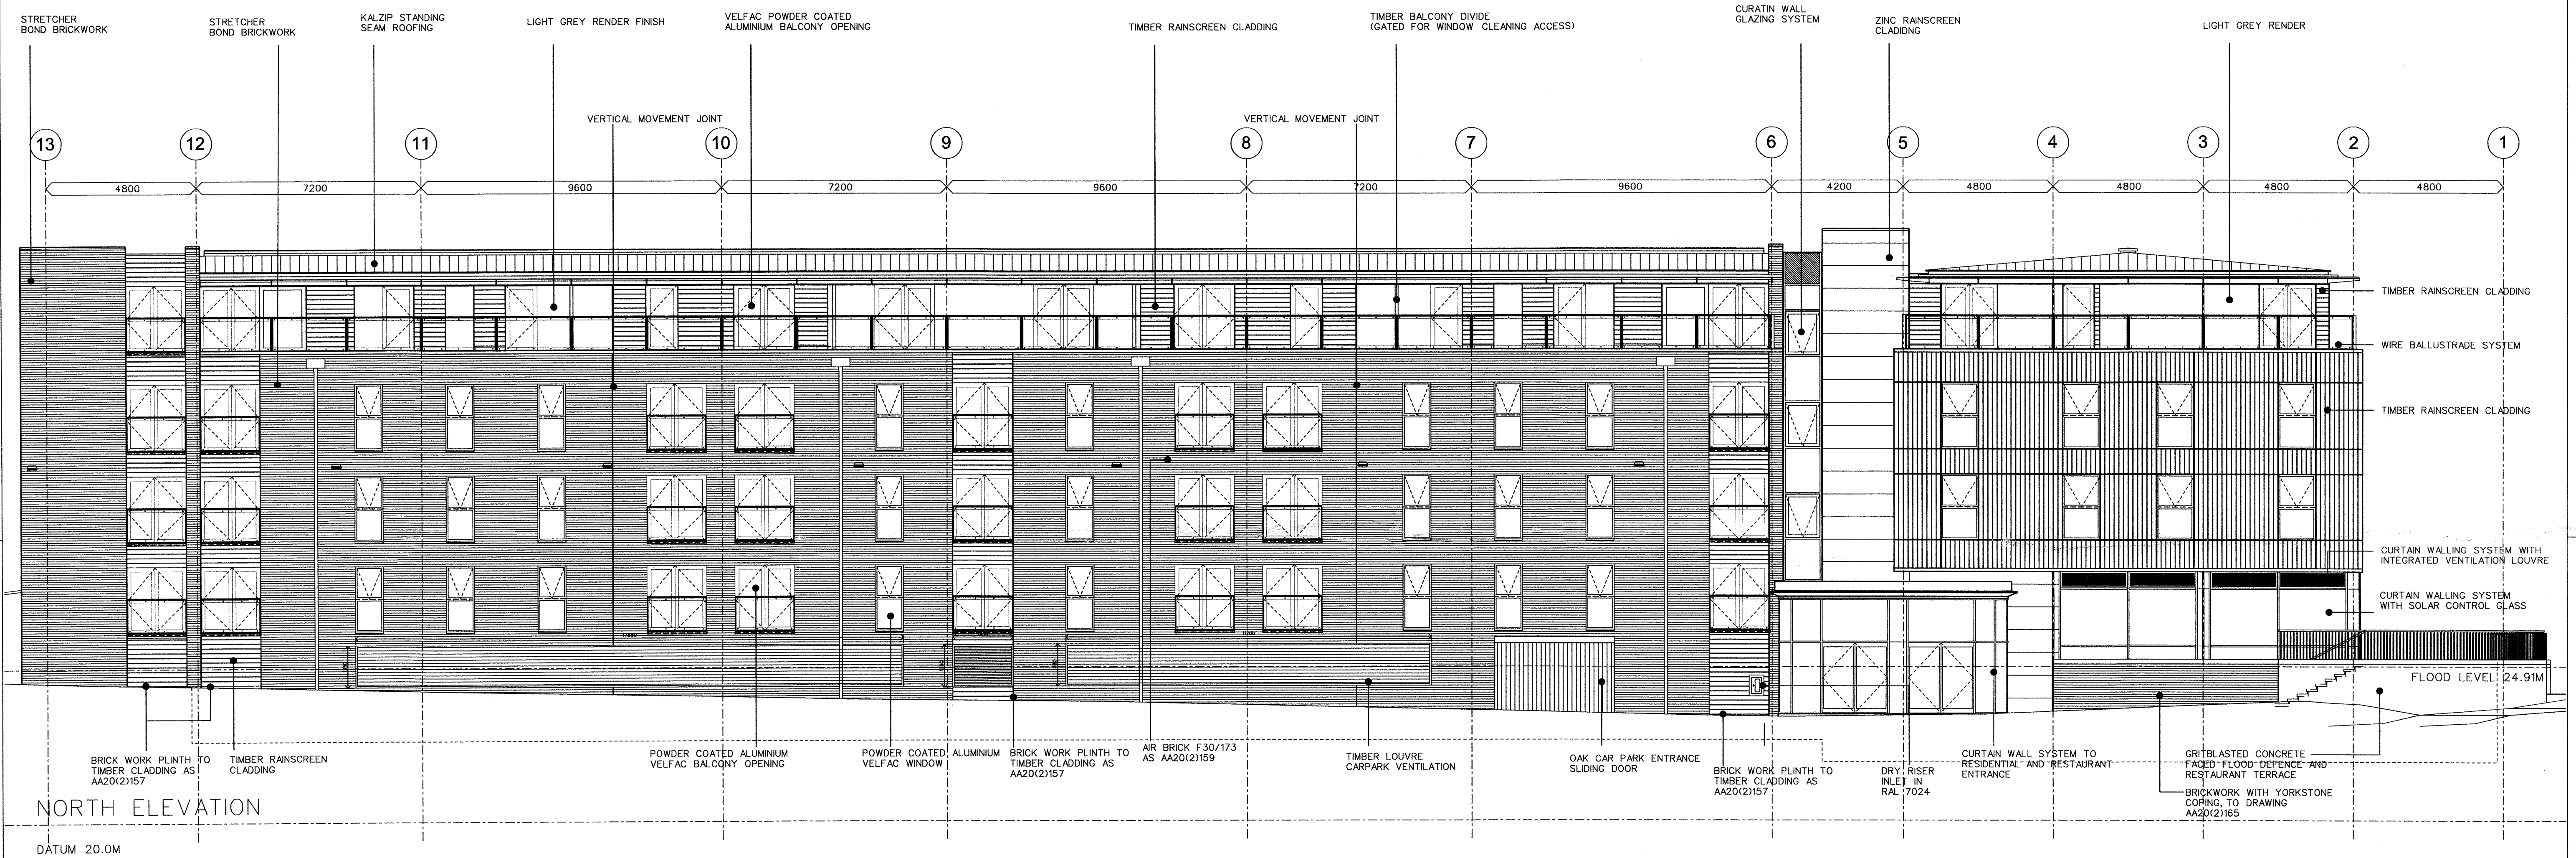 STRETCHER
BOND BRICKWORK
STRETCHER
BOND BRICKWORK
KALZIP STANDING
SEAM ROOFING
LIGHT GREY RENDER FINISH
VELFAC POWDER COATED
ALUMINIUM BALCONY OPENING
TIMBER RAINSCREEN CLADDING
TIMBER BALCONY DIVIDE
(GATED FOR WINDOW CLEANING ACCESS)
CURATIN WALL
GLAZING SYSTEM
ZINC RAINSCREEN
CLADIDNG
LIGHT GREY RENDER
VERTICAL MOVEMENT JOINT
VERTICAL MOVEMENT JOINT
13 12 11 10 9 8 7 6 5 4 3 2 1
4800 7200 9600 7200 9600 7200 9600 4200 4800 4800 4800 4800
TIMBER RAINSCREEN CLADDING
WIRE BALLUSTRADE SYSTEM
TIMBER RAINSCREEN CLADDING
CURTAIN WALLING SYSTEM WITH
INTEGRATED VENTILATION LOUVRE
CURTAIN WALLING SYSTEM
WITH SOLAR CONTROL GLASS
FLOOD LEVEL 24.91M
BRICK WORK PLINTH TO
TIMBER CLADDING AS
AA20(2)157
TIMBER RAINSCREEN
CLADDING
POWDER COATED ALUMINIUM
VELFAC BALCONY OPENING
POWDER COATED ALUMINIUM
VELFAC WINDOW
BRICK WORK PLINTH TO
TIMBER CLADDING AS
AA20(2)157
AIR BRICK F30/173
AS AA20(2)159
TIMBER LOUVRE
CARPARK VENTILATION
OAK CAR PARK ENTRANCE
SLIDING DOOR
BRICK WORK PLINTH TO
TIMBER CLADDING AS
AA20(2)157
DRY RISER
INLET IN
RAL 7024
CURTAIN WALL SYSTEM TO
RESIDENTIAL AND RESTAURANT
ENTRANCE
GRITBLASTED CONCRETE
FACED FLOOD DEFENCE AND
RESTAURANT TERRACE
BRICKWORK WITH YORKSTONE
COPING, TO DRAWING
AA20(2)165
NORTH ELEVATION
DATUM 20.0M